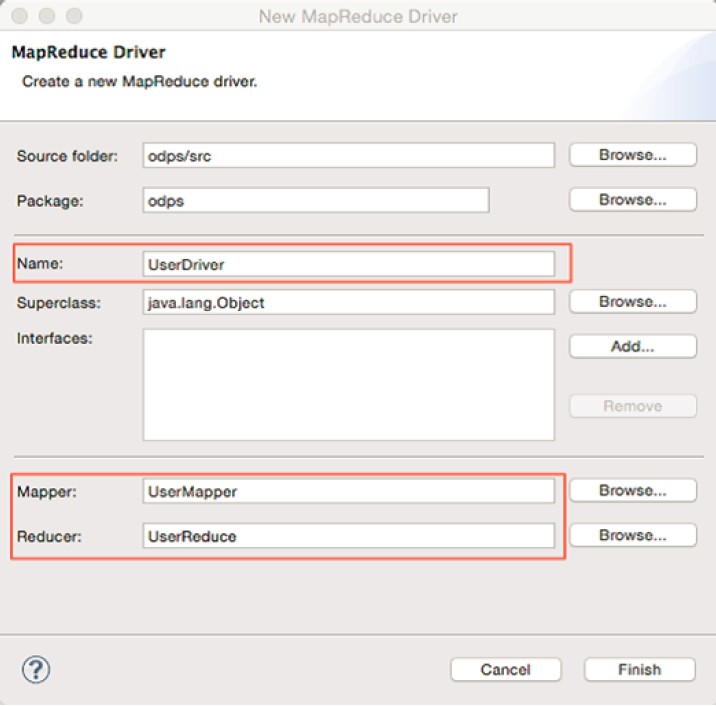 New MapReduce Driver
MapReduce Driver
Create a new MapReduce driver.
Source folder: odps/src Browse...
Package: odps Browse...
Name: UserDriver
Superclass: java.lang.Object Browse...
Interfaces: Add...
Remove
Mapper: UserMapper Browse...
Reducer: UserReduce Browse...
? Cancel Finish